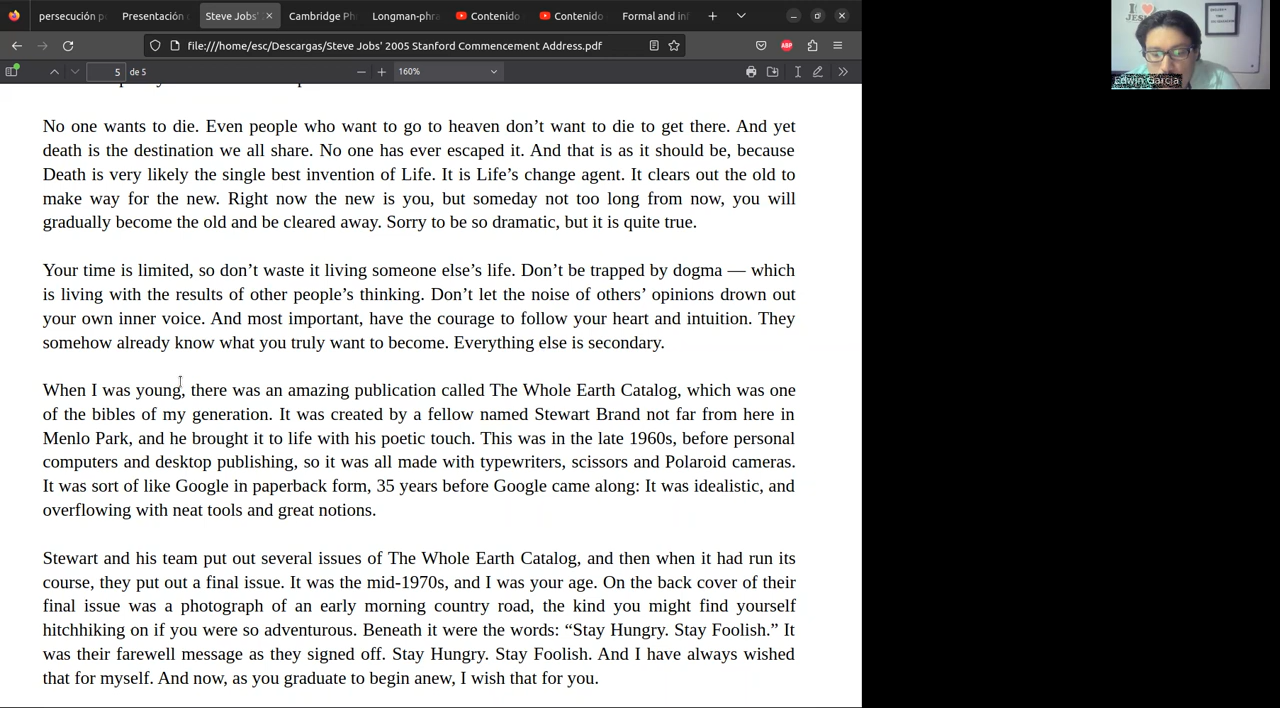 persecución p
Presentación
Steve Jobs'
Cambridge Ph
Longman-phra
Contenido
Contenido
Formal and inf
file:///home/esc/Descargas/Steve Jobs' 2005 Stanford Commencement Address.pdf
ABP
5 de 5
160%
No one wants to die. Even people who want to go to heaven don’t want to die to get there. And yet
death is the destination we all share. No one has ever escaped it. And that is as it should be, because
Death is very likely the single best invention of Life. It is Life’s change agent. It clears out the old to
make way for the new. Right now the new is you, but someday not too long from now, you will
gradually become the old and be cleared away. Sorry to be so dramatic, but it is quite true.
Your time is limited, so don’t waste it living someone else’s life. Don’t be trapped by dogma — which
is living with the results of other people’s thinking. Don’t let the noise of others’ opinions drown out
your own inner voice. And most important, have the courage to follow your heart and intuition. They
somehow already know what you truly want to become. Everything else is secondary.
When I was young, there was an amazing publication called The Whole Earth Catalog, which was one
of the bibles of my generation. It was created by a fellow named Stewart Brand not far from here in
Menlo Park, and he brought it to life with his poetic touch. This was in the late 1960s, before personal
computers and desktop publishing, so it was all made with typewriters, scissors and Polaroid cameras.
It was sort of like Google in paperback form, 35 years before Google came along: It was idealistic, and
overflowing with neat tools and great notions.
Stewart and his team put out several issues of The Whole Earth Catalog, and then when it had run its
course, they put out a final issue. It was the mid-1970s, and I was your age. On the back cover of their
final issue was a photograph of an early morning country road, the kind you might find yourself
hitchhiking on if you were so adventurous. Beneath it were the words: “Stay Hungry. Stay Foolish.” It
was their farewell message as they signed off. Stay Hungry. Stay Foolish. And I have always wished
that for myself. And now, as you graduate to begin anew, I wish that for you.
I
JES
Edwin Garcia